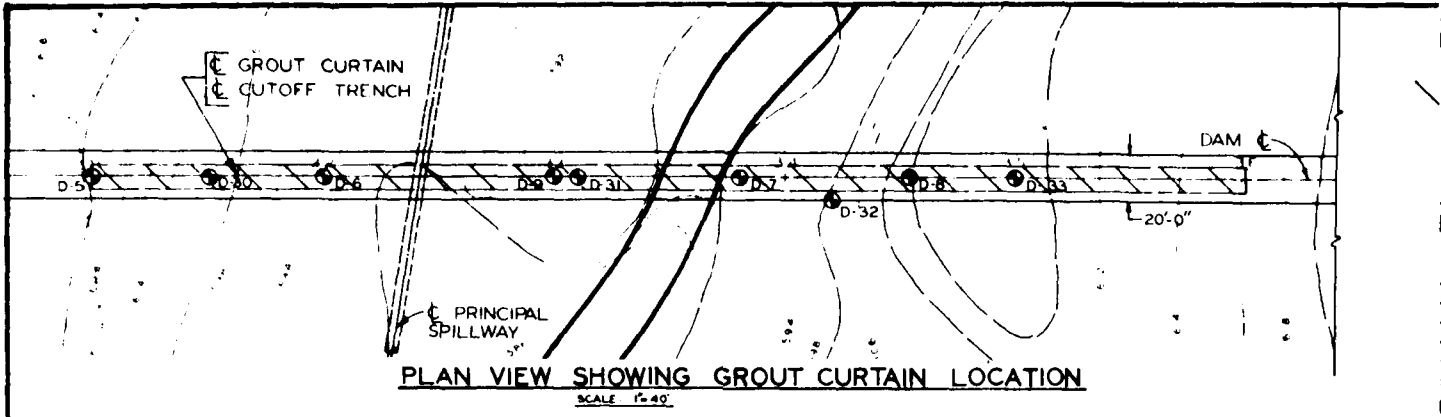 ℄ GROUT CURTAIN
℄ CUTOFF TRENCH
DAM ℄
D-5
D-30
D-6
D-9
D-31
D-7
D-8
D-33
D-32
20'-0"
℄ PRINCIPAL
SPILLWAY
PLAN VIEW SHOWING GROUT CURTAIN LOCATION
SCALE 1"=40'